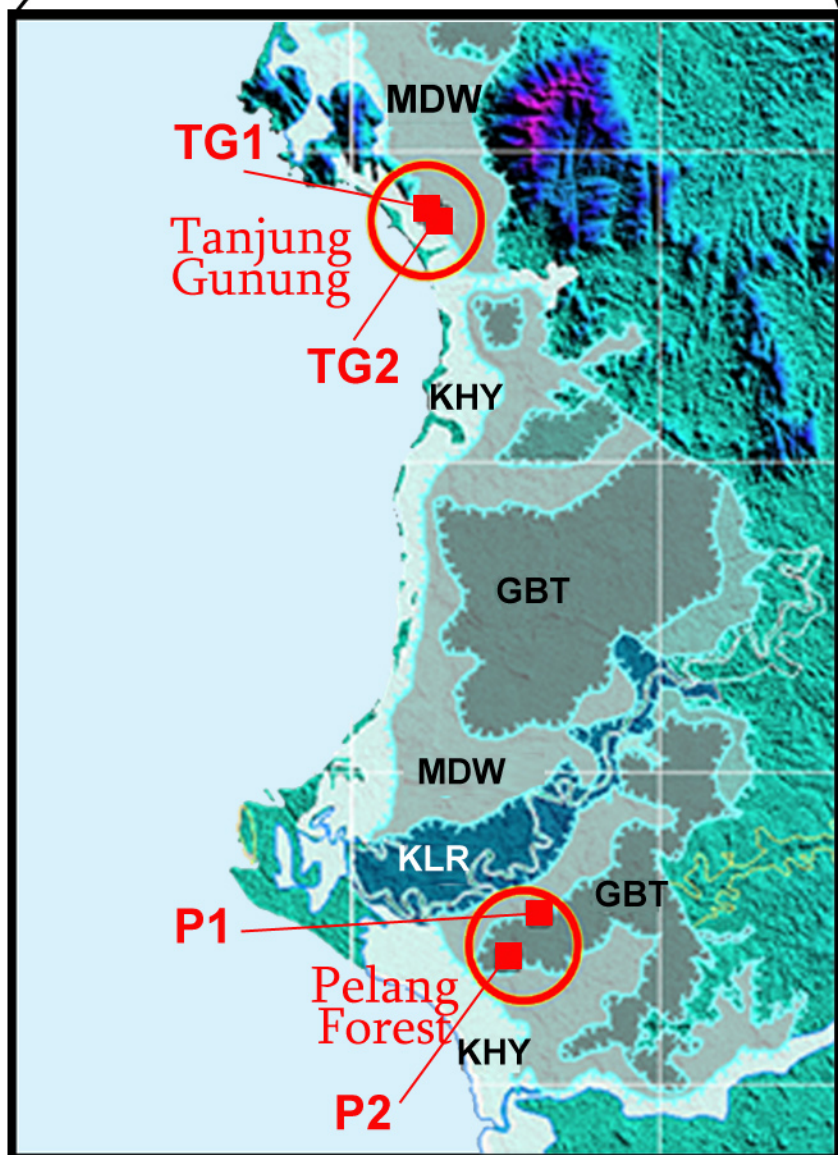 MDW
TG1
Tanjung
Gunung
TG2
KHY
GBT
MDW
KLR
GBT
P1
Pelang
Forest
KHY
P2